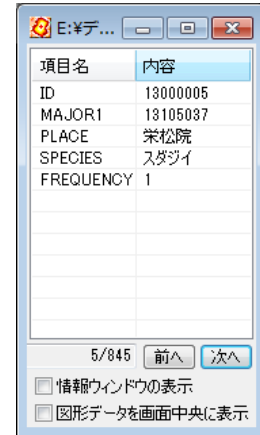 E:¥デ...
項目名 内容
ID 13000005
MAJOR1 13105037
PLACE 栄松院
SPECIES スダジイ
FREQUENCY 1
5/845 前へ 次へ
情報ウィンドウの表示
図形データを画面中央に表示